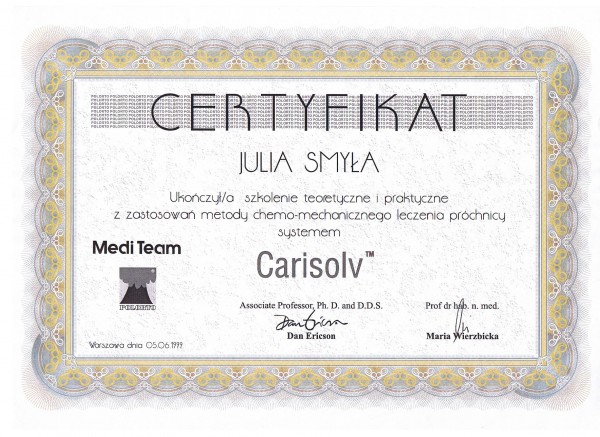 CERTYFIKAT
JULIA SMYŁA
Ukończył/a szkolenie teoretyczne i praktyczne
z zastosowań metody chemo-mechanicznego leczenia próchnicy
systemem
Medi Team
Carisolv™
POLORTO
Associate Professor, Ph. D. and D.D.S.
Prof dr hab. n. med.
Dan Ericson
Dan Ericson
Maria Wierzbicka
Warszawa dnia 05.06.1999